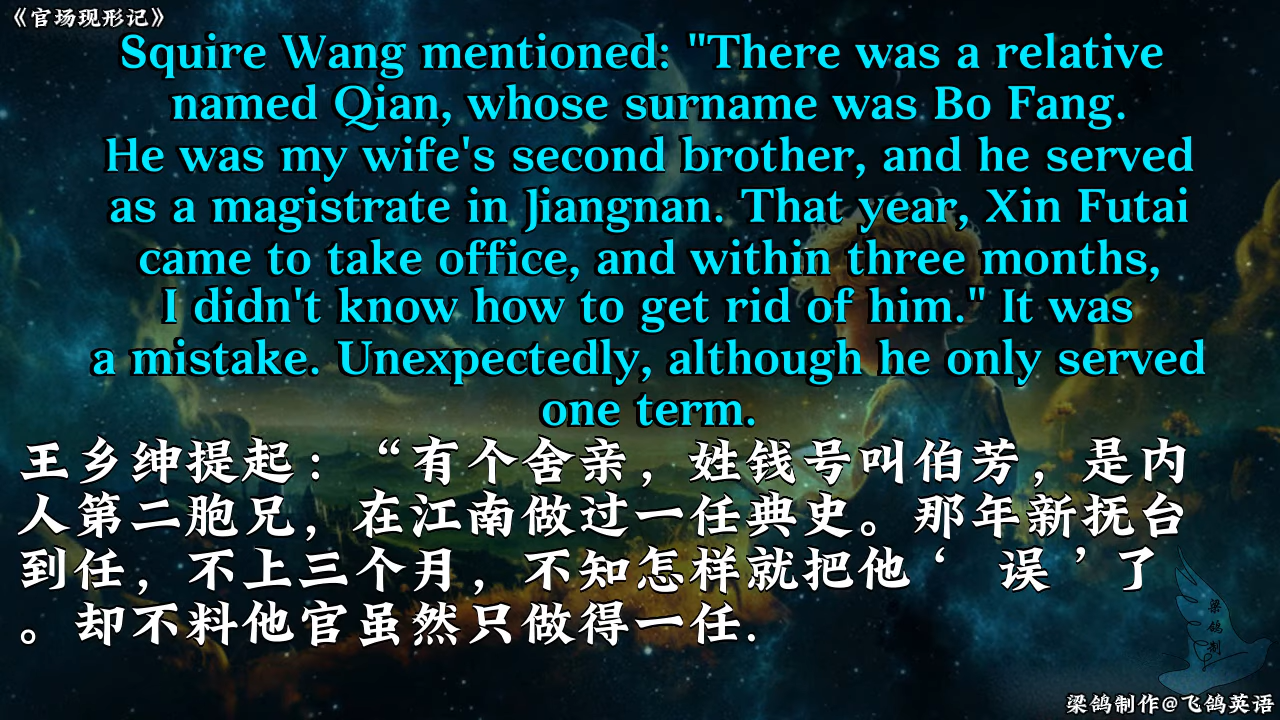 《官场现形记》
Squire Wang mentioned: "There was a relative
named Qian, whose surname was Bo Fang.
He was my wife's second brother, and he served
as a magistrate in Jiangnan. That year, Xin Futai
came to take office, and within three months,
I didn't know how to get rid of him." It was
a mistake. Unexpectedly, although he only served
one term.
王乡绅提起：“有个舍亲，姓钱号叫伯芳，是内
人第二胞兄，在江南做过一任典史。那年新抚台
到任，不上三个月，不知怎样就把他‘ 误 ’了
。却不料他官虽然只做得一任.
梁鸽制
梁鸽制作@飞鸽英语